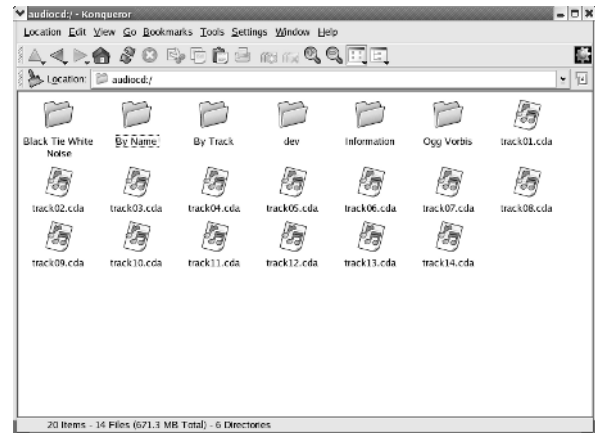 audiocd:/ - Konqueror
Location Edit View Go Bookmarks Tools Settings Window Help
Location: audiocd:/
Black Tie White Noise By Name By Track dev Information Ogg Vorbis track01.cda
track02.cda track03.cda track04.cda track05.cda track06.cda track07.cda track08.cda
track09.cda track10.cda track11.cda track12.cda track13.cda track14.cda
20 Items - 14 Files (671.3 MB Total) - 6 Directories